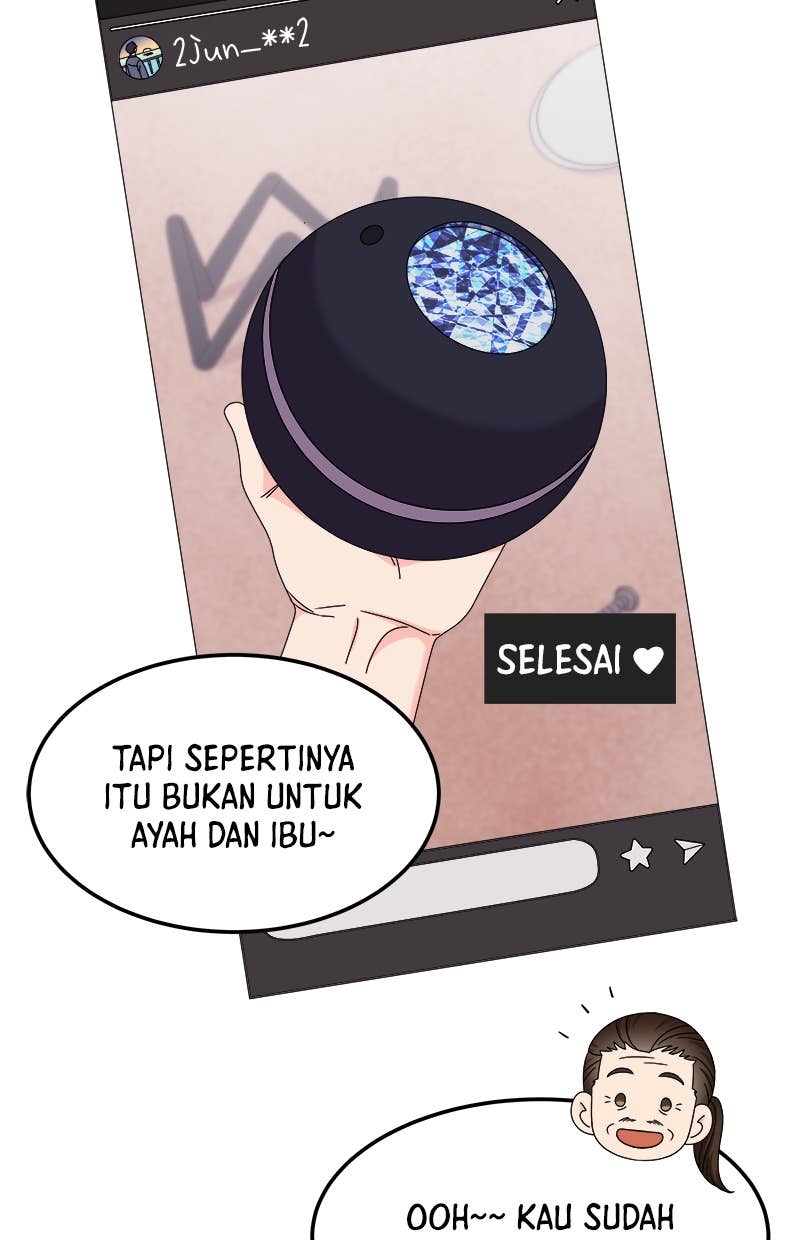 2Jun_**2
SELESAI ♥
TAPI SEPERTINYA
ITU BUKAN UNTUK
AYAH DAN IBU~
OOH~~ KAU SUDAH